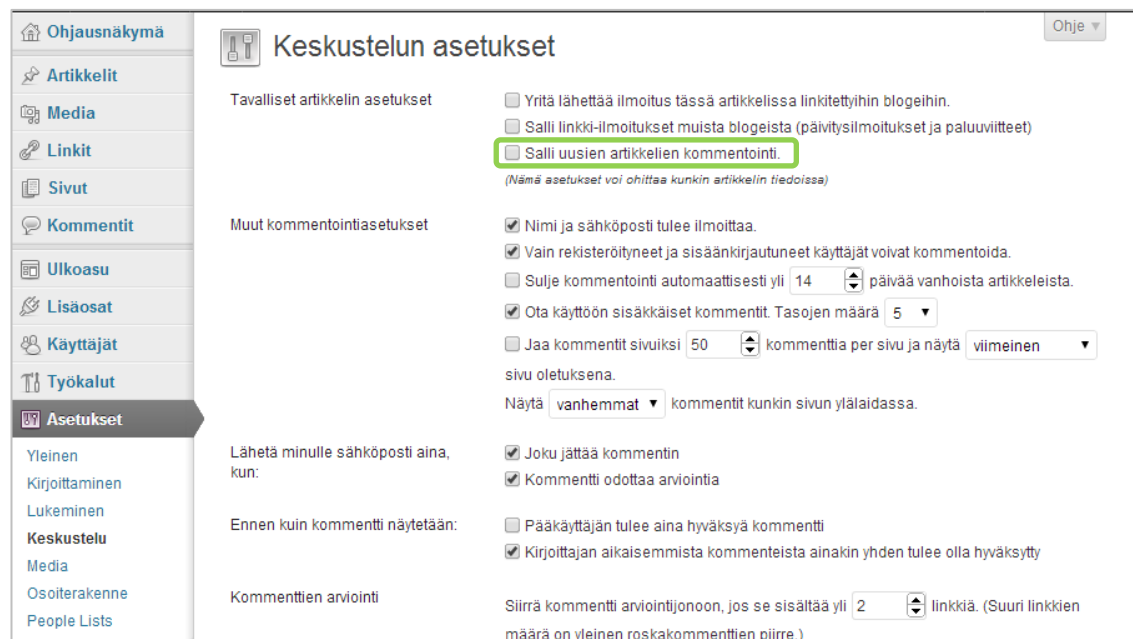 Ohjausnäkymä
Artikkelit
Media
Linkit
Sivut
Kommentit
Ulkoasu
Lisäosat
Käyttäjät
Työkalut
Asetukset
Yleinen
Kirjoittaminen
Lukeminen
Keskustelu
Media
Osoiterakenne
People Lists
Ohje
Keskustelun asetukset
Tavalliset artikkelin asetukset
Yritä lähettää ilmoitus tässä artikkelissa linkitettyihin blogeihin.
Salli linkki-ilmoitukset muista blogeista (päivitysilmoitukset ja paluuviitteet)
Salli uusien artikkelien kommentointi.
(Nämä asetukset voi ohittaa kunkin artikkelin tiedoissa)
Muut kommentointiasetukset
Nimi ja sähköposti tulee ilmoittaa.
Vain rekisteröityneet ja sisäänkirjautuneet käyttäjät voivat kommentoida.
Sulje kommentointi automaattisesti yli 14 päivää vanhoista artikkeleista.
Ota käyttöön sisäkkäiset kommentit. Tasojen määrä 5
Jaa kommentit sivuiksi 50 kommenttia per sivu ja näytä viimeinen
sivu oletuksena.
Näytä vanhemmat kommentit kunkin sivun ylälaidassa.
Lähetä minulle sähköposti aina,
kun:
Joku jättää kommentin
Kommentti odottaa arviointia
Ennen kuin kommentti näytetään:
Pääkäyttäjän tulee aina hyväksyä kommentti
Kirjoittajan aikaisemmista kommenteista ainakin yhden tulee olla hyväksytty
Kommenttien arviointi
Siirrä kommentti arviointijonoon, jos se sisältää yli 2 linkkiä. (Suuri linkkien
määrä on yleinen roskakommenttien piirre.)